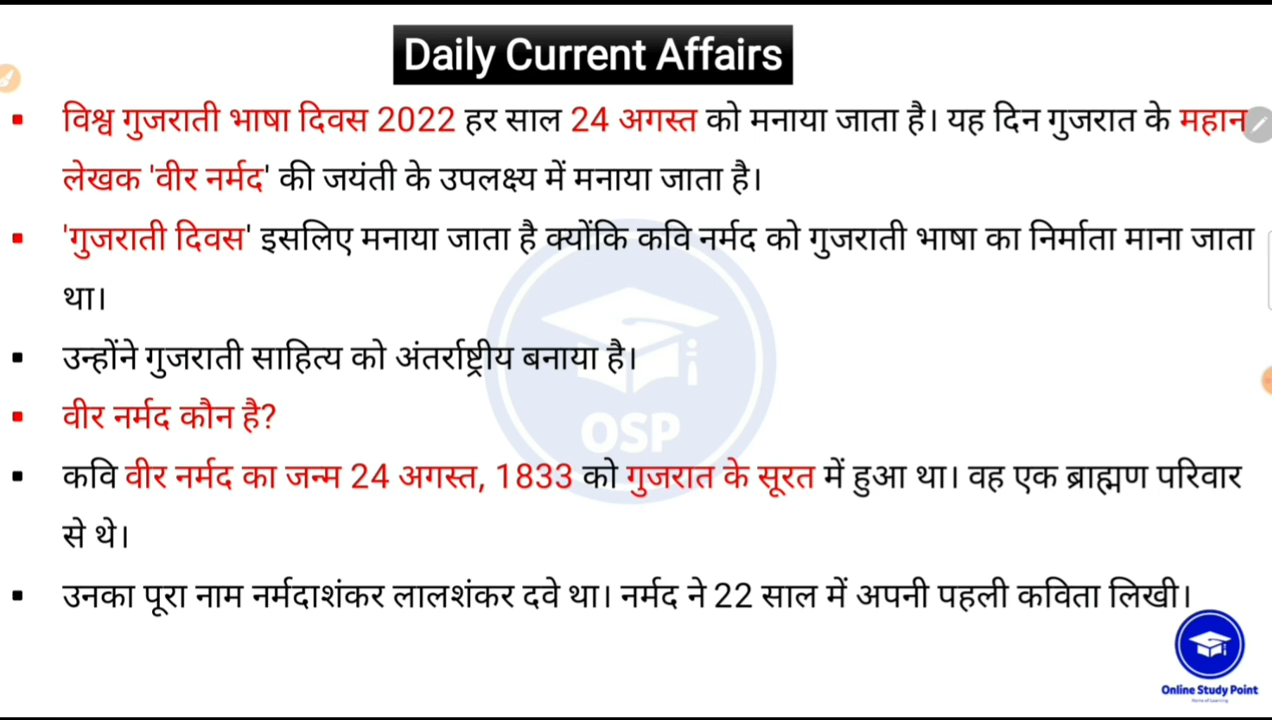 Daily Current Affairs
विश्व गुजराती भाषा दिवस 2022 हर साल 24 अगस्त को मनाया जाता है। यह दिन गुजरात के महान
लेखक 'वीर नर्मद' की जयंती के उपलक्ष्य में मनाया जाता है।
'गुजराती दिवस' इसलिए मनाया जाता है क्योंकि कवि नर्मद को गुजराती भाषा का निर्माता माना जाता
था।
उन्होंने गुजराती साहित्य को अंतर्राष्ट्रीय बनाया है।
OSP
वीर नर्मद कौन है?
कवि वीर नर्मद का जन्म 24 अगस्त, 1833 को गुजरात के सूरत में हुआ था। वह एक ब्राह्मण परिवार
से थे।
उनका पूरा नाम नर्मदाशंकर लालशंकर दवे था। नर्मद ने 22 साल में अपनी पहली कविता लिखी।
Online Study Point
Home of Learning